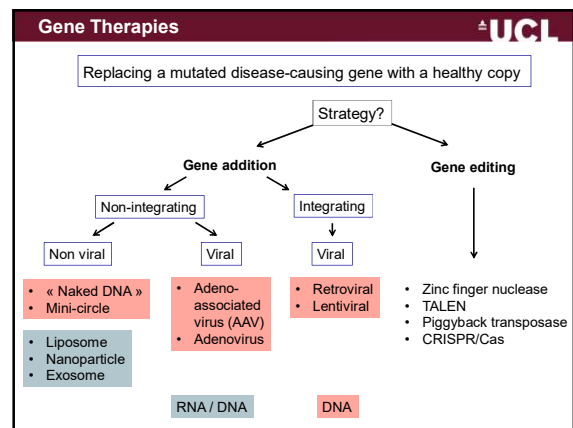 Gene Therapies
UCL
Replacing a mutated disease-causing gene with a healthy copy
Strategy?
Gene addition
Gene editing
Non-integrating
Integrating
Non viral
Viral
Viral
• « Naked DNA »
• Mini-circle
• Liposome
• Nanoparticle
• Exosome
• Adeno-
associated
virus (AAV)
• Adenovirus
• Retroviral
• Lentiviral
• Zinc finger nuclease
• TALEN
• Piggyback transposase
• CRISPR/Cas
RNA / DNA
DNA